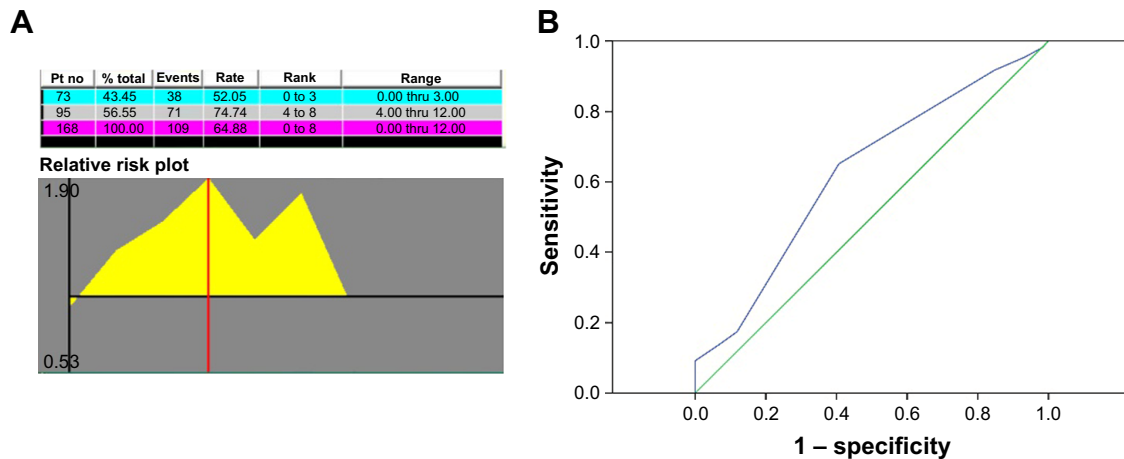 A
Pt no % total Events Rate Rank Range
73 43.45 38 52.05 0 to 3 0.00 thru 3.00
95 56.55 71 74.74 4 to 8 4.00 thru 12.00
168 100.00 109 64.88 0 to 8 0.00 thru 12.00
Relative risk plot
1.90
0.53
B
1.0
0.8
0.6
0.4
0.2
0.0
Sensitivity
0.0 0.2 0.4 0.6 0.8 1.0
1 – specificity